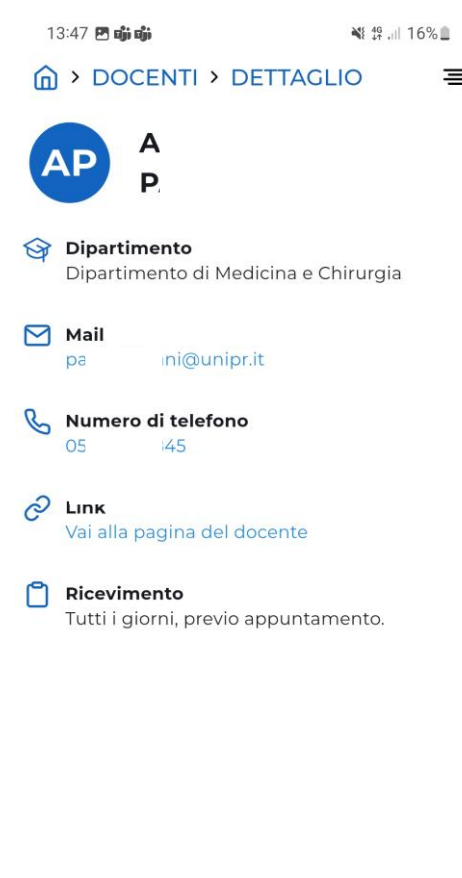 13:47
16%
> DOCENTI > DETTAGLIO
AP
A
P
Dipartimento
Dipartimento di Medicina e Chirurgia
Mail
pa ni@unipr.it
Numero di telefono
05 45
Link
Vai alla pagina del docente
Ricevimento
Tutti i giorni, previo appuntamento.